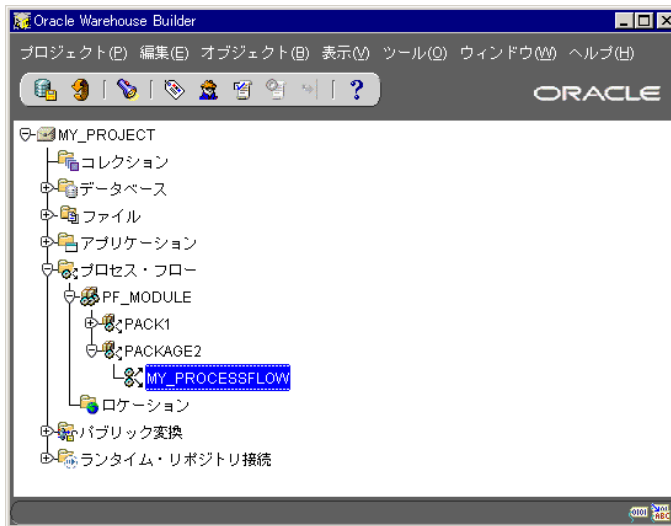 Oracle Warehouse Builder
プロジェクト(P) 編集(E) オブジェクト(B) 表示(V) ツール(O) ウィンドウ(W) ヘルプ(H)
ORACLE
MY_PROJECT
コレクション
データベース
ファイル
アプリケーション
プロセス・フロー
PF_MODULE
PACK1
PACKAGE2
MY_PROCESSFLOW
ロケーション
パブリック変換
ランタイム・リポジトリ接続